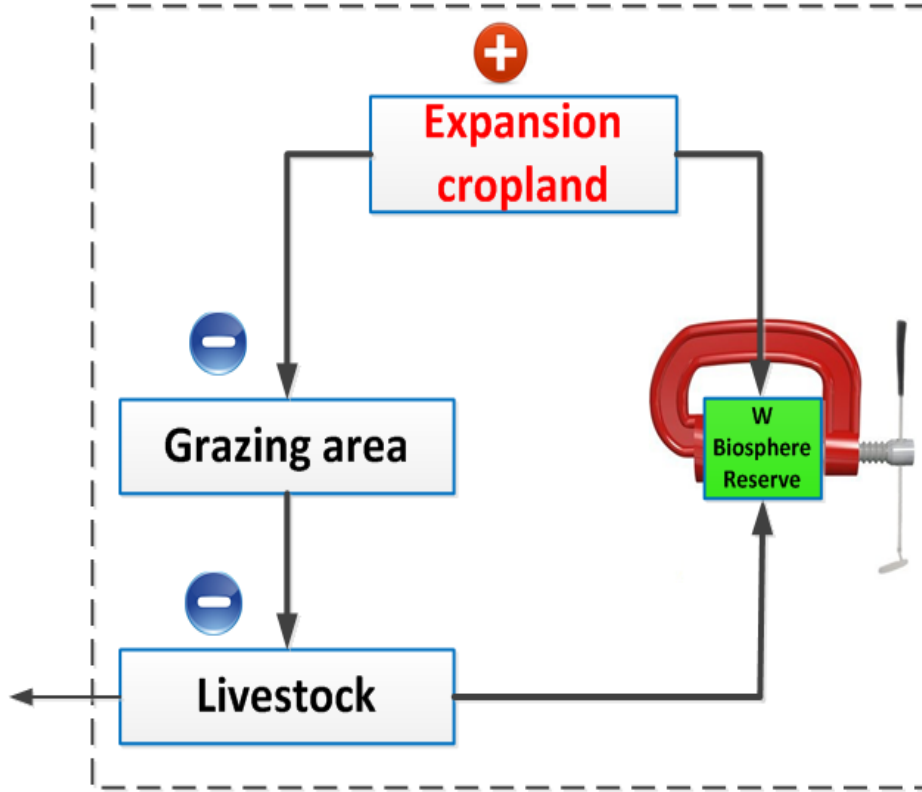 Expansion
cropland
Grazing area
W
Biosphere
Reserve
Livestock